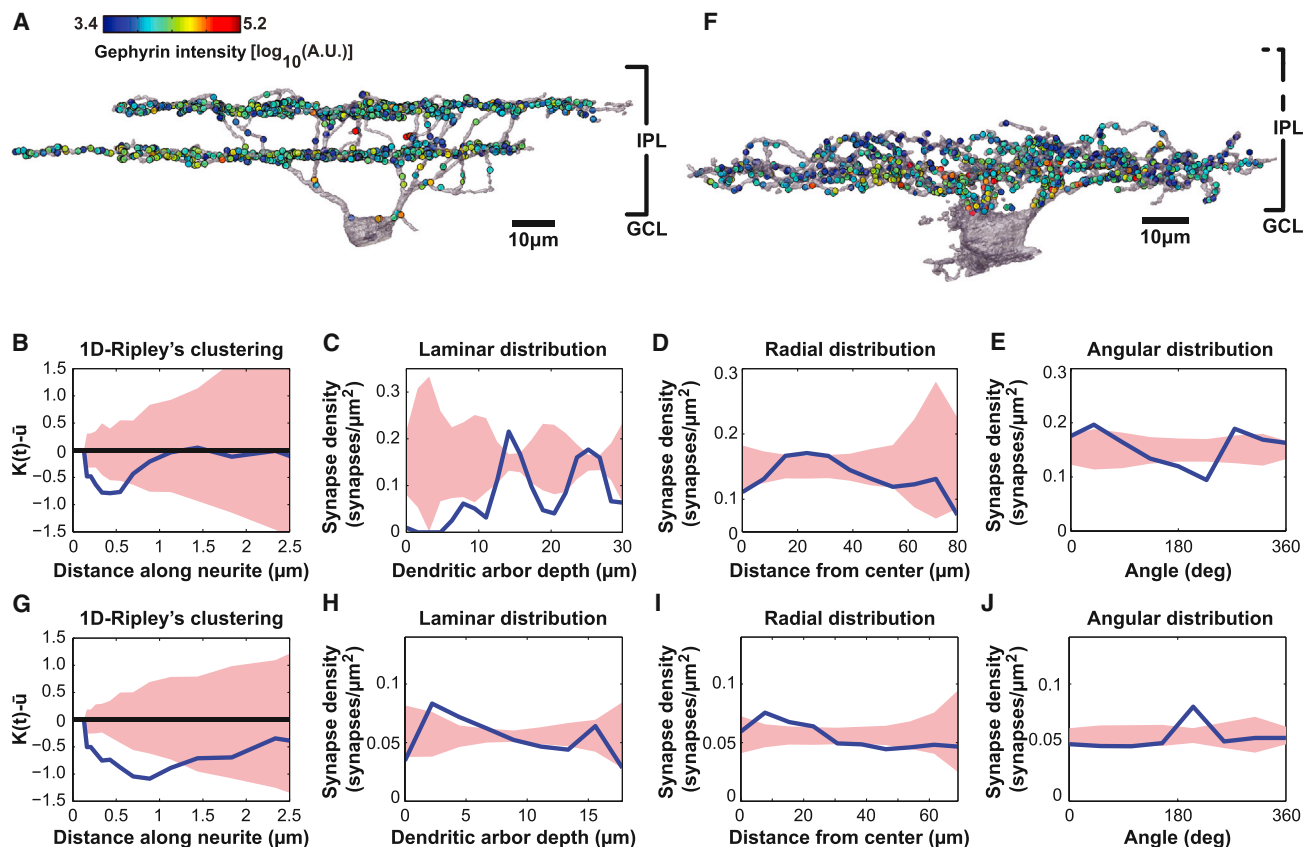 A
3.4 5.2
Gephyrin intensity [log10(A.U.)]
IPL
GCL
10µm
F
IPL
GCL
10µm
B
1D-Ripley's clustering
K(t)-ū
1.5
1.0
0.5
0
−0.5
−1.0
−1.5
0 0.5 1 1.5 2 2.5
Distance along neurite (µm)
C
Laminar distribution
Synapse density
(synapses/µm²)
0.3
0.2
0.1
0
0 10 20 30
Dendritic arbor depth (µm)
D
Radial distribution
Synapse density
(synapses/µm²)
0.3
0.2
0.1
0
0 20 40 60 80
Distance from center (µm)
E
Angular distribution
Synapse density
(synapses/µm²)
0.3
0.2
0.1
0
0 180 360
Angle (deg)
G
1D-Ripley's clustering
K(t)-ū
1.5
1.0
0.5
0
−0.5
−1.0
−1.5
0 0.5 1 1.5 2 2.5
Distance along neurite (µm)
H
Laminar distribution
Synapse density
(synapses/µm²)
0.1
0.05
0
0 5 10 15
Dendritic arbor depth (µm)
I
Radial distribution
Synapse density
(synapses/µm²)
0.1
0.05
0
0 20 40 60
Distance from center (µm)
J
Angular distribution
Synapse density
(synapses/µm²)
0.1
0.05
0
0 180 360
Angle (deg)